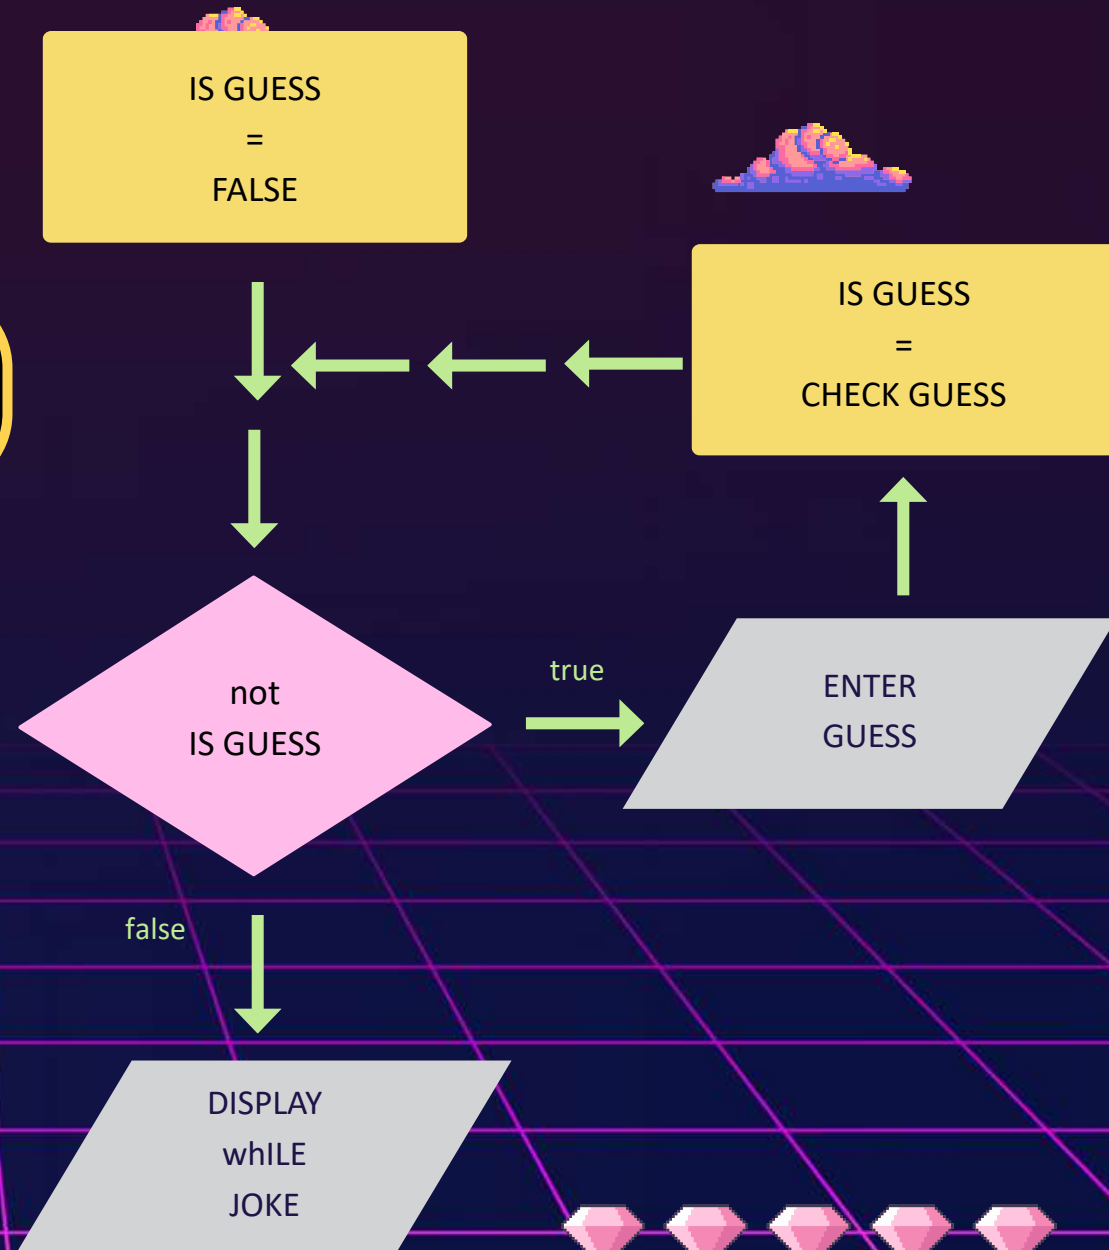 IS GUESS
=
FALSE
IS GUESS
=
CHECK GUESS
not
IS GUESS
true
ENTER
GUESS
false
DISPLAY
whILE
JOKE